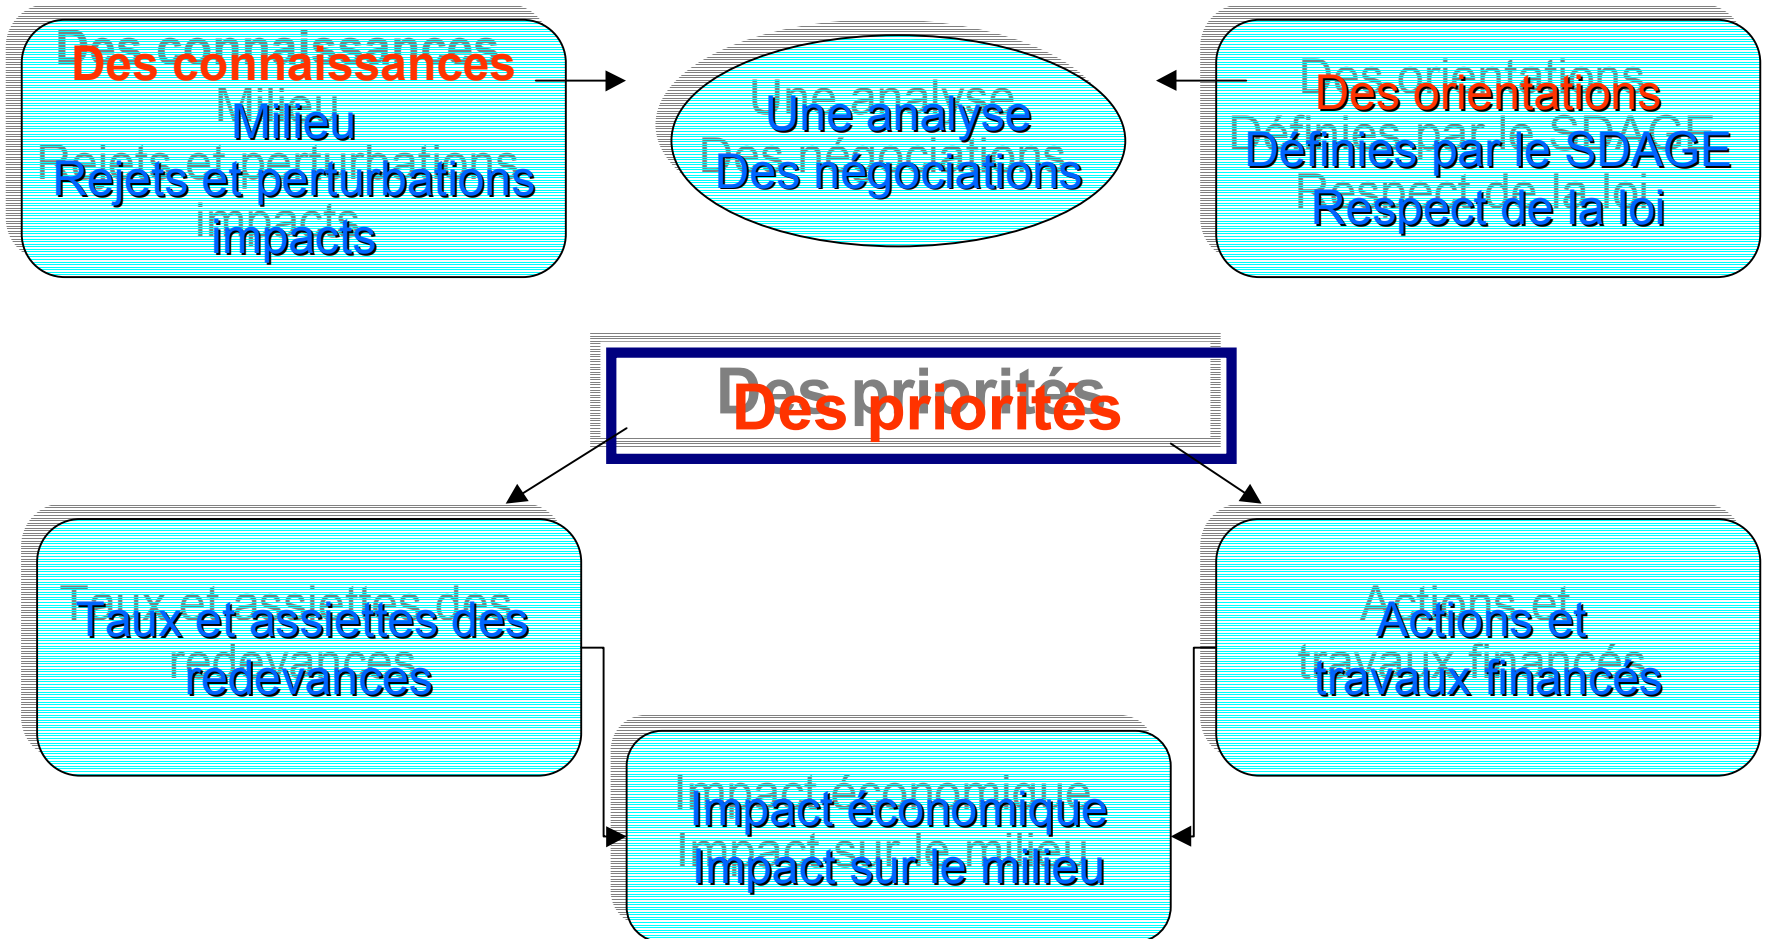 Des connaissances
Milieu
Rejets et perturbations
impacts
Une analyse
Des négociations
Des orientations
Définies par le SDAGE
Respect de la loi
Des priorités
Taux et assiettes des
redevances
Actions et
travaux financés
Impact économique
Impact sur le milieu